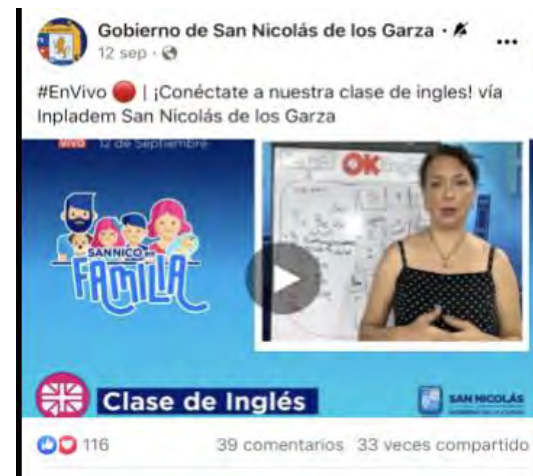 Gobierno de San Nicolás de los Garza ·
12 sep ·
#EnVivo 🔴 | ¡Conéctate a nuestra clase de ingles! vía
Inpladem San Nicolás de los Garza
VIVO 12 de Septiembre
OK
SANNICO en
FAMILIA
Clase de Inglés
SAN NICOLÁS
116 39 comentarios 33 veces compartido